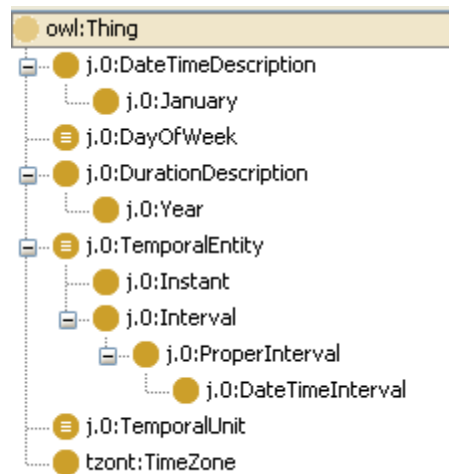 owl:Thing
j.0:DateTimeDescription
j.0:January
j.0:DayOfWeek
j.0:DurationDescription
j.0:Year
j.0:TemporalEntity
j.0:Instant
j.0:Interval
j.0:ProperInterval
j.0:DateTimeInterval
j.0:TemporalUnit
tzont:TimeZone